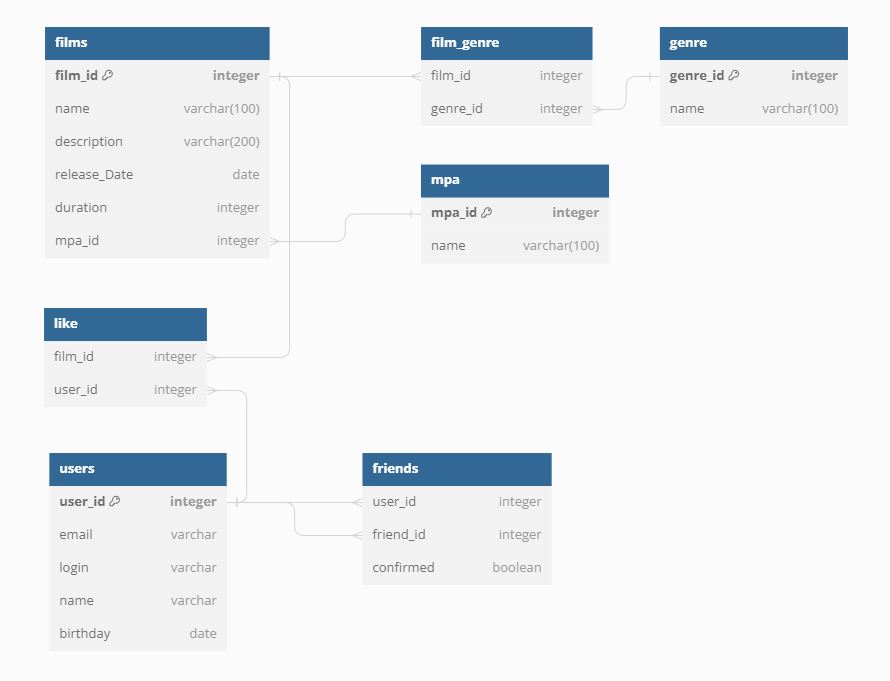 films
film_id integer
name varchar(100)
description varchar(200)
release_Date date
duration integer
mpa_id integer
film_genre
film_id integer
genre_id integer
genre
genre_id integer
name varchar(100)
mpa
mpa_id integer
name varchar(100)
like
film_id integer
user_id integer
users
user_id integer
email varchar
login varchar
name varchar
birthday date
friends
user_id integer
friend_id integer
confirmed boolean